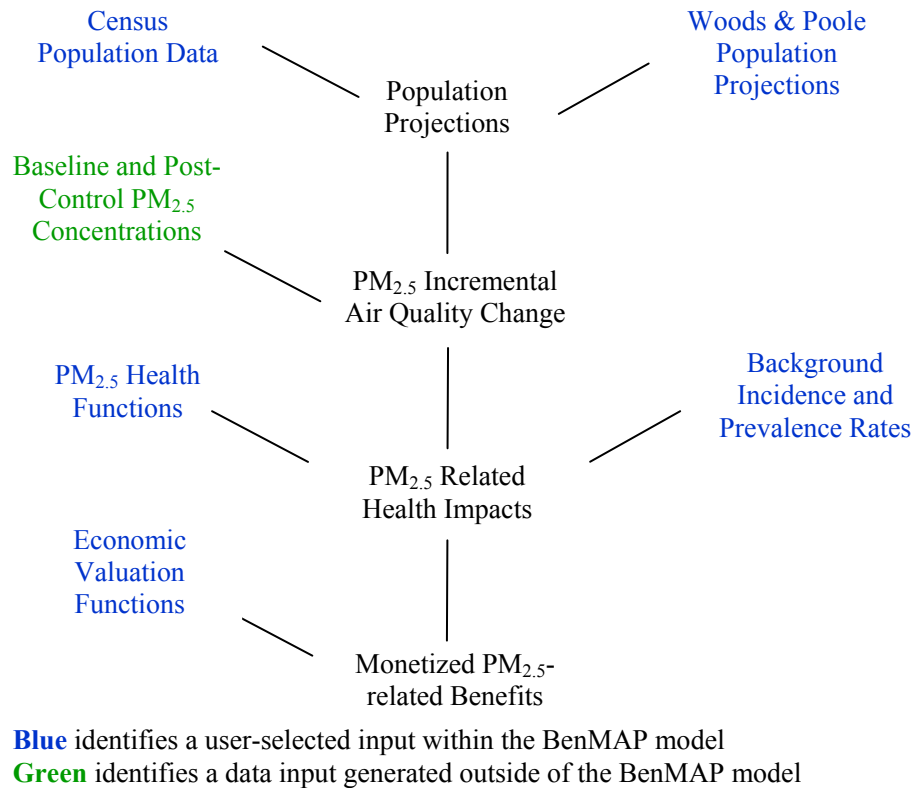 Census
Population Data
Woods & Poole
Population
Projections
Population
Projections
Baseline and Post-
Control PM2.5
Concentrations
PM2.5 Incremental
Air Quality Change
PM2.5 Health
Functions
Background
Incidence and
Prevalence Rates
PM2.5 Related
Health Impacts
Economic
Valuation
Functions
Monetized PM2.5-
related Benefits
Blue identifies a user-selected input within the BenMAP model
Green identifies a data input generated outside of the BenMAP model